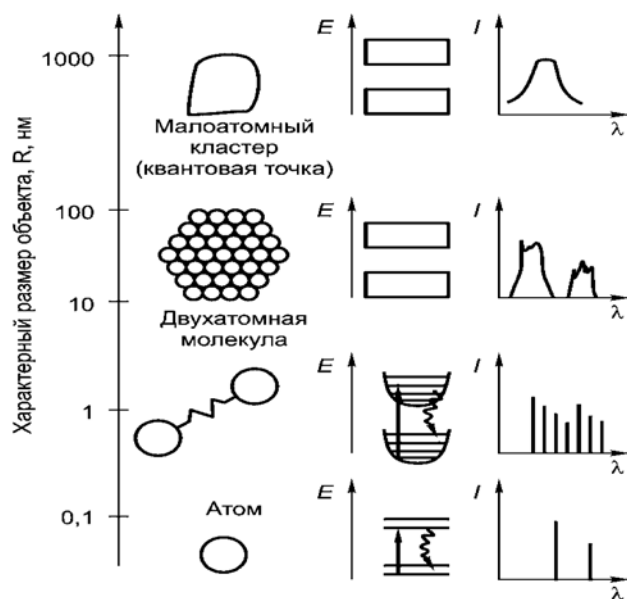 Характерный размер объекта, R, нм
1000
E
I
λ
Малоатомный
кластер
(квантовая точка)
100
E
I
10
λ
Двухатомная
молекула
E
I
1
λ
Атом
E
I
0,1
λ